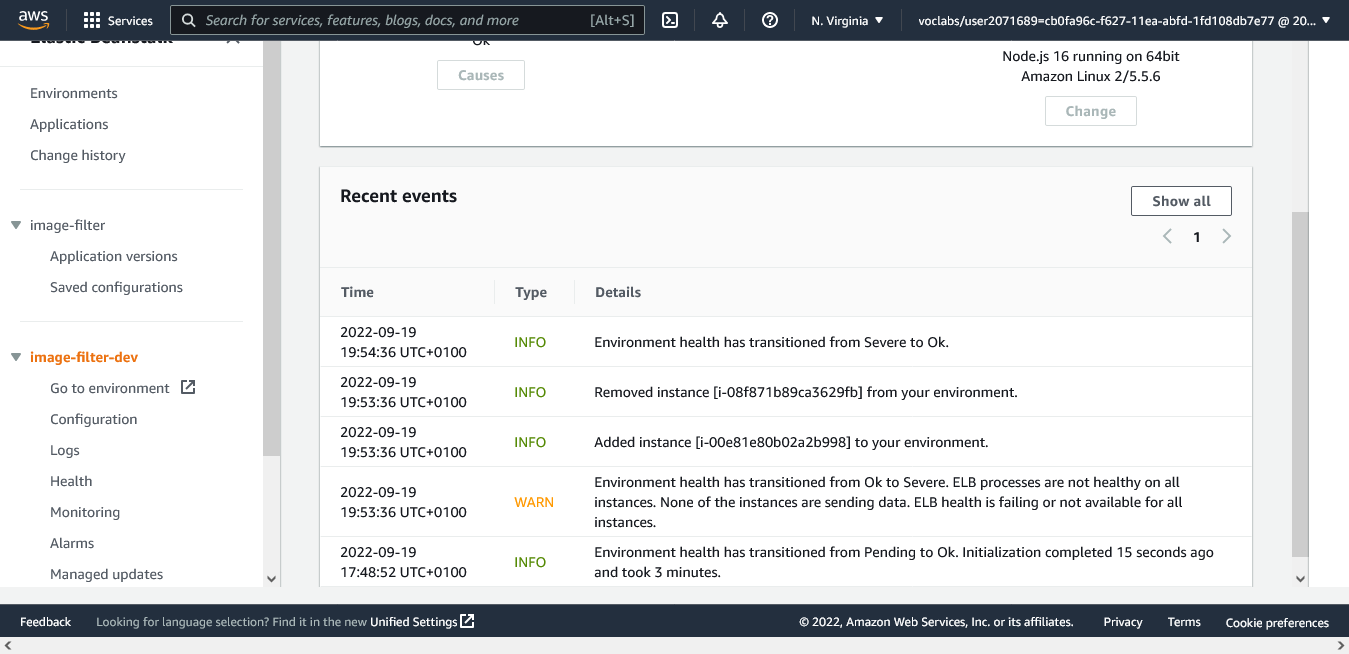 aws
Services
Search for services, features, blogs, docs, and more
[Alt+S]
N. Virginia
voclabs/user2071689=cb0fa96c-f627-11ea-abfd-1fd108db7e77 @ 20...
Elastic Beanstalk
Environments
Applications
Change history
image-filter
Application versions
Saved configurations
image-filter-dev
Go to environment
Configuration
Logs
Health
Monitoring
Alarms
Managed updates
Ok
Causes
Node.js 16 running on 64bit
Amazon Linux 2/5.5.6
Change
Recent events
Show all
1
Time Type Details
2022-09-19
19:54:36 UTC+0100
INFO
Environment health has transitioned from Severe to Ok.
2022-09-19
19:53:36 UTC+0100
INFO
Removed instance [i-08f871b89ca3629fb] from your environment.
2022-09-19
19:53:36 UTC+0100
INFO
Added instance [i-00e81e80b02a2b998] to your environment.
2022-09-19
19:53:36 UTC+0100
WARN
Environment health has transitioned from Ok to Severe. ELB processes are not healthy on all
instances. None of the instances are sending data. ELB health is failing or not available for all
instances.
2022-09-19
17:48:52 UTC+0100
INFO
Environment health has transitioned from Pending to Ok. Initialization completed 15 seconds ago
and took 3 minutes.
Feedback
Looking for language selection? Find it in the new Unified Settings
© 2022, Amazon Web Services, Inc. or its affiliates.
Privacy
Terms
Cookie preferences